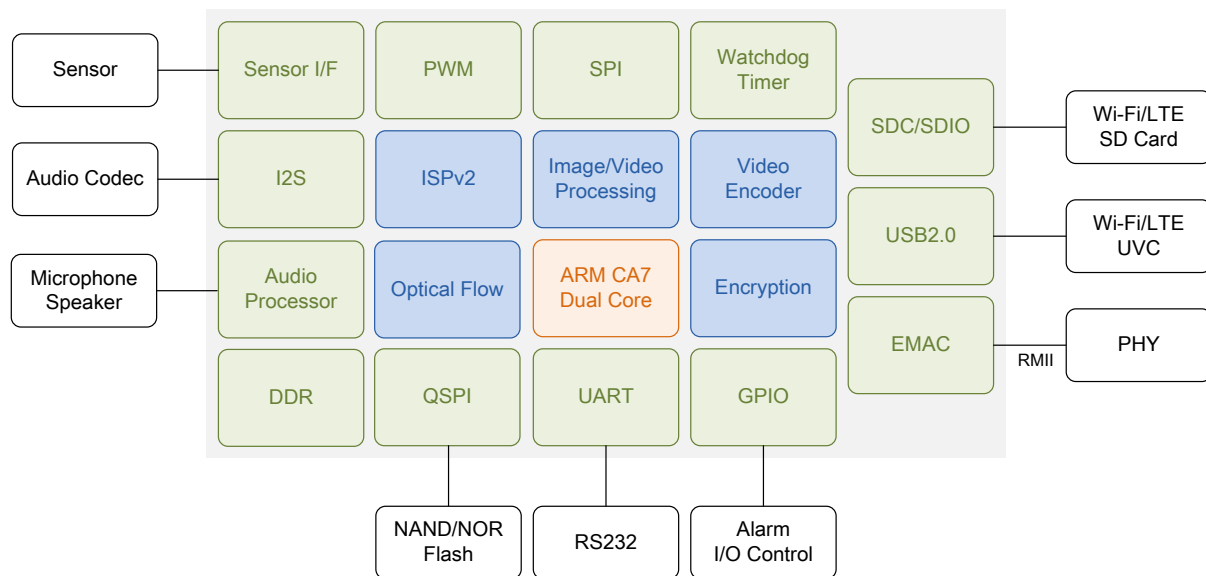 Sensor
Audio Codec
Microphone
Speaker
Sensor I/F
PWM
SPI
Watchdog
Timer
I2S
ISPv2
Image/Video
Processing
Video
Encoder
Audio
Processor
Optical Flow
ARM CA7
Dual Core
Encryption
DDR
QSPI
UART
GPIO
SDC/SDIO
USB2.0
EMAC
RMII
Wi-Fi/LTE
SD Card
Wi-Fi/LTE
UVC
PHY
NAND/NOR
Flash
RS232
Alarm
I/O Control